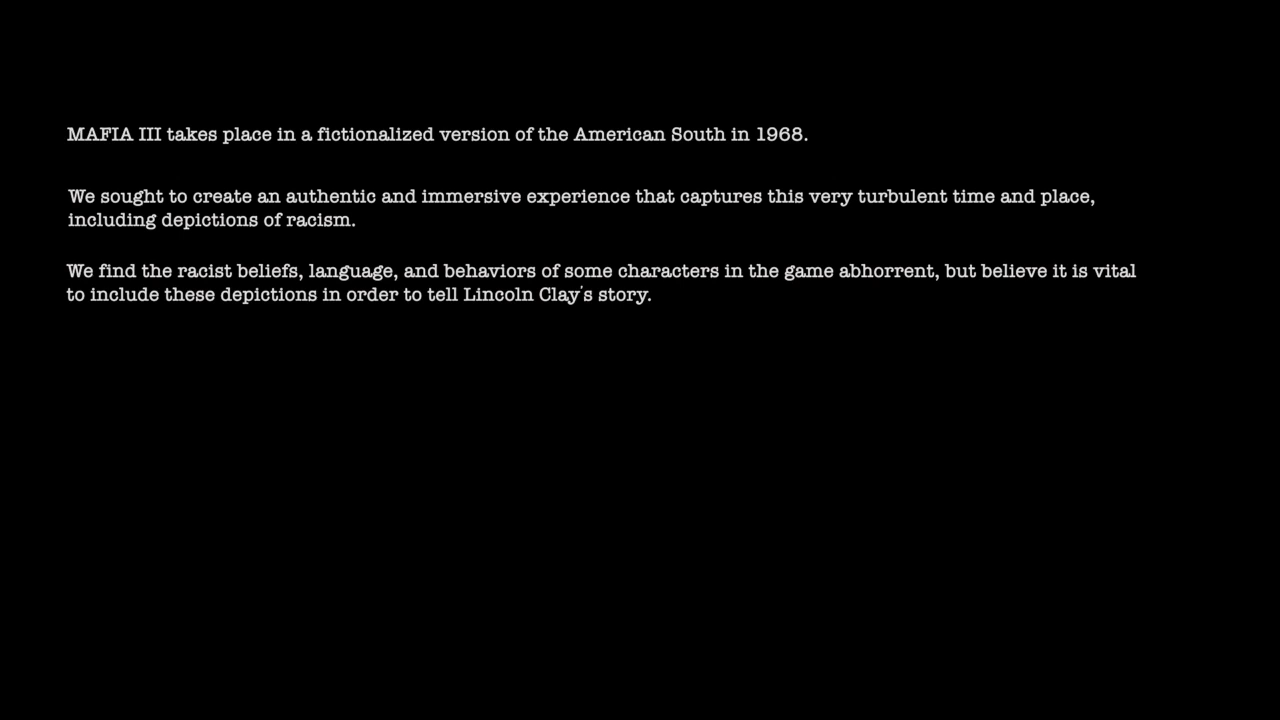 MAFIA III takes place in a fictionalized version of the American South in 1968.
We sought to create an authentic and immersive experience that captures this very turbulent time and place,
including depictions of racism.
We find the racist beliefs, language, and behaviors of some characters in the game abhorrent, but believe it is vital
to include these depictions in order to tell Lincoln Clay's story.